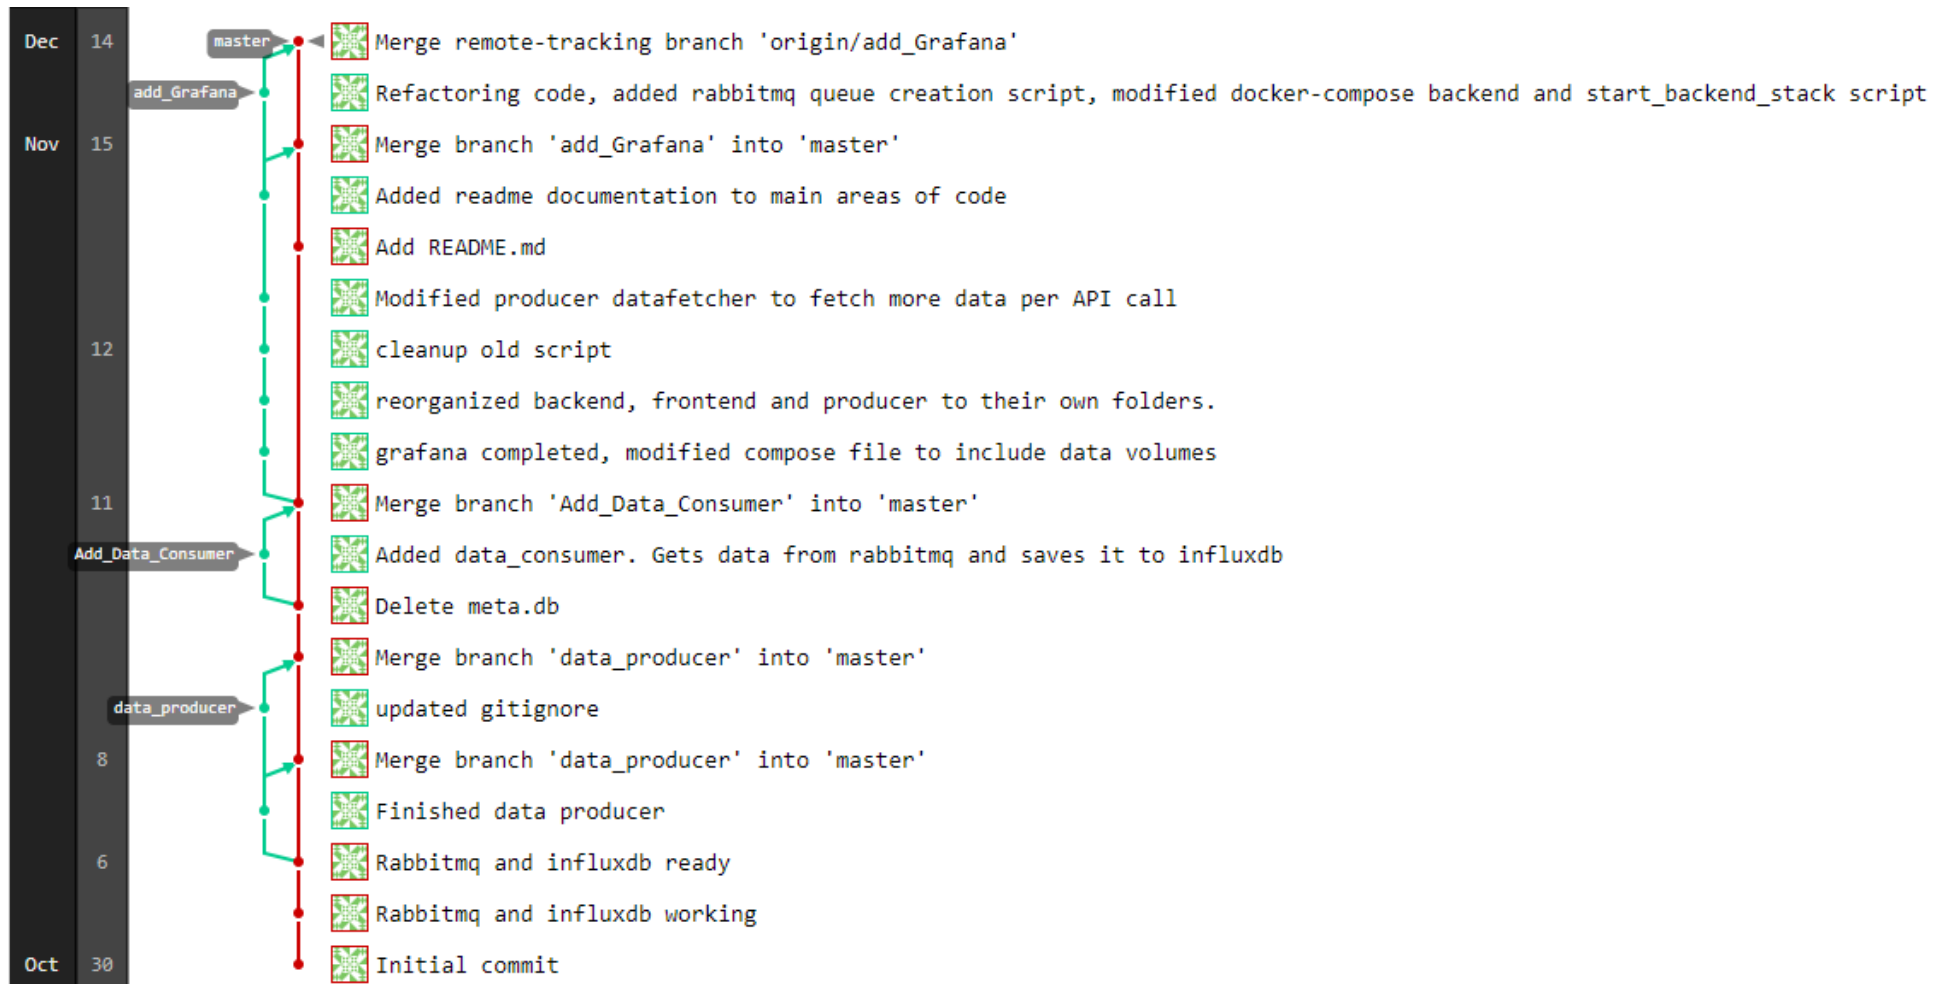 Dec 14 master Merge remote-tracking branch 'origin/add_Grafana'
add_Grafana Refactoring code, added rabbitmq queue creation script, modified docker-compose backend and start_backend_stack script
Nov 15 Merge branch 'add_Grafana' into 'master'
Added readme documentation to main areas of code
Add README.md
Modified producer datafetcher to fetch more data per API call
12 cleanup old script
reorganized backend, frontend and producer to their own folders.
grafana completed, modified compose file to include data volumes
11 Merge branch 'Add_Data_Consumer' into 'master'
Add_Data_Consumer Added data_consumer. Gets data from rabbitmq and saves it to influxdb
Delete meta.db
Merge branch 'data_producer' into 'master'
data_producer updated gitignore
8 Merge branch 'data_producer' into 'master'
Finished data producer
6 Rabbitmq and influxdb ready
Rabbitmq and influxdb working
Oct 30 Initial commit